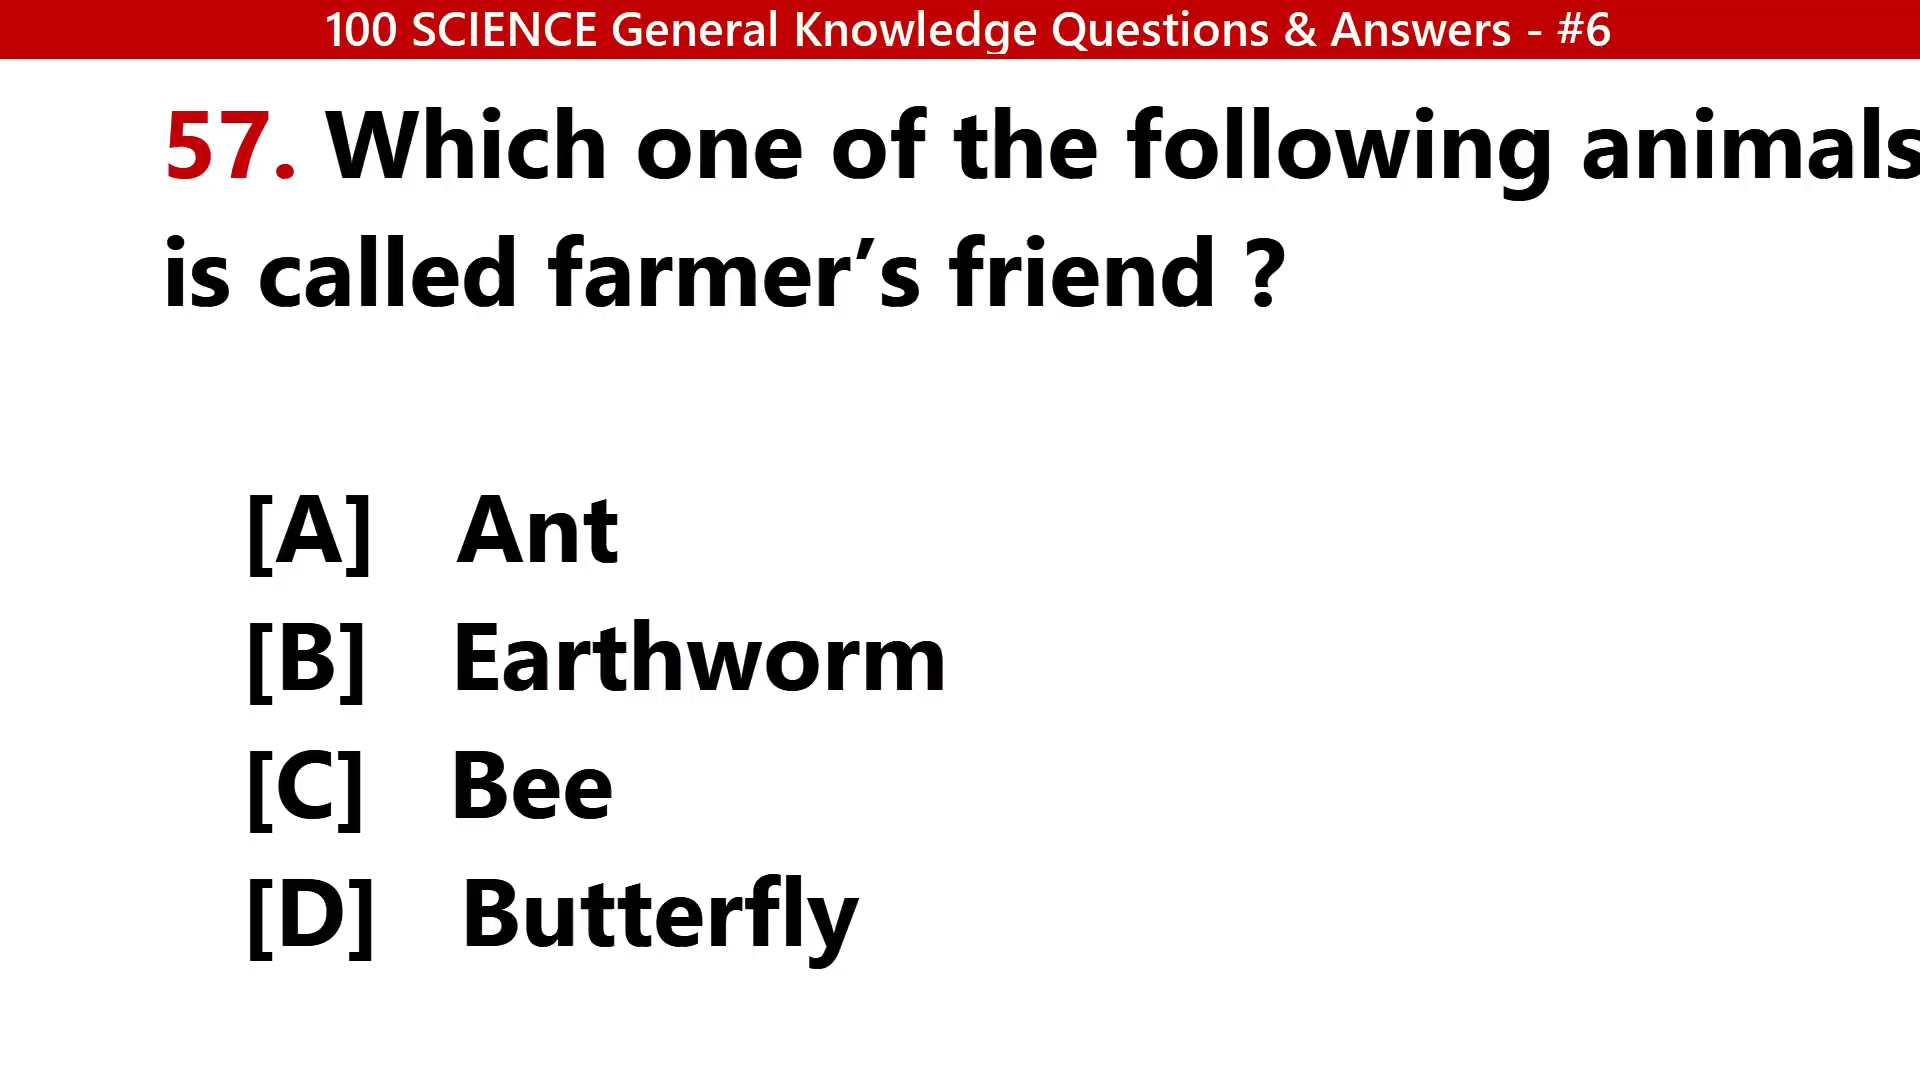 100 SCIENCE General Knowledge Questions & Answers - #6
57. Which one of the following animals
is called farmer’s friend ?
[A] Ant
[B] Earthworm
[C] Bee
[D] Butterfly